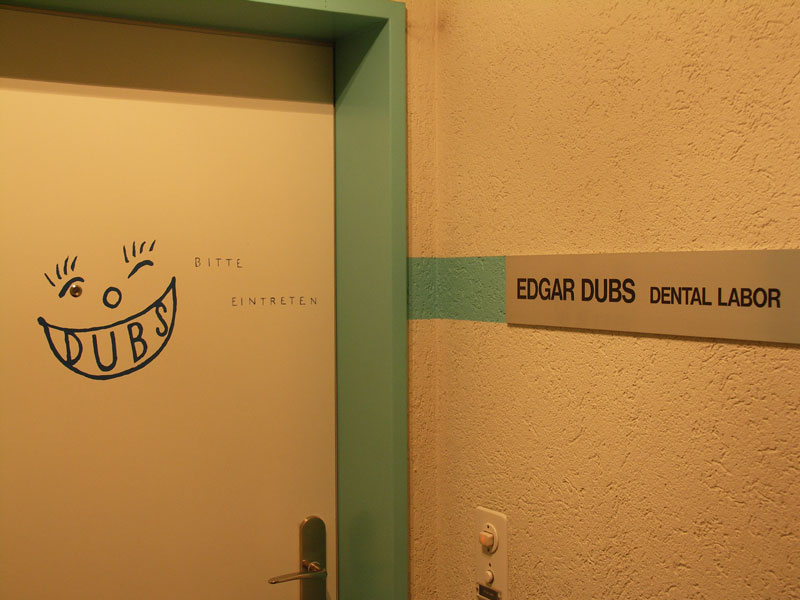 DUBS
BITTE
EINTRETEN
EDGAR DUBS DENTAL LABOR